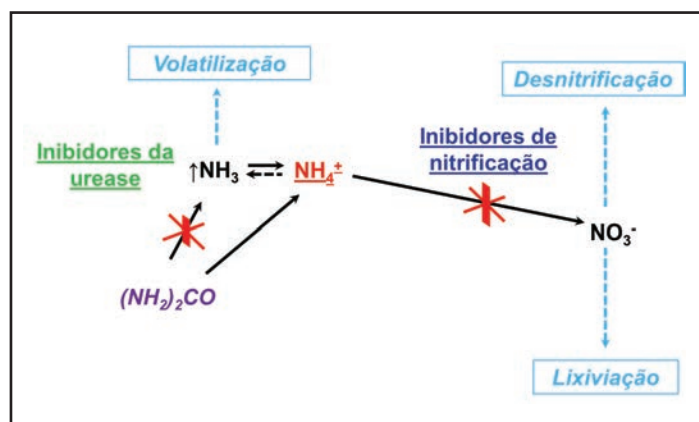 Volatilização
Desnitrificação
Inibidores da
urease
↑NH₃
NH₄⁺
Inibidores de
nitrificação
NO₃⁻
(NH₂)₂CO
Lixiviação